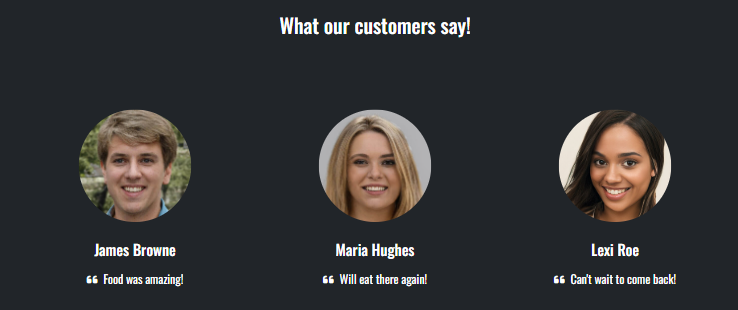 What our customers say!
James Browne
Maria Hughes
Lexi Roe
❝ Food was amazing!
❝ Will eat there again!
❝ Can't wait to come back!